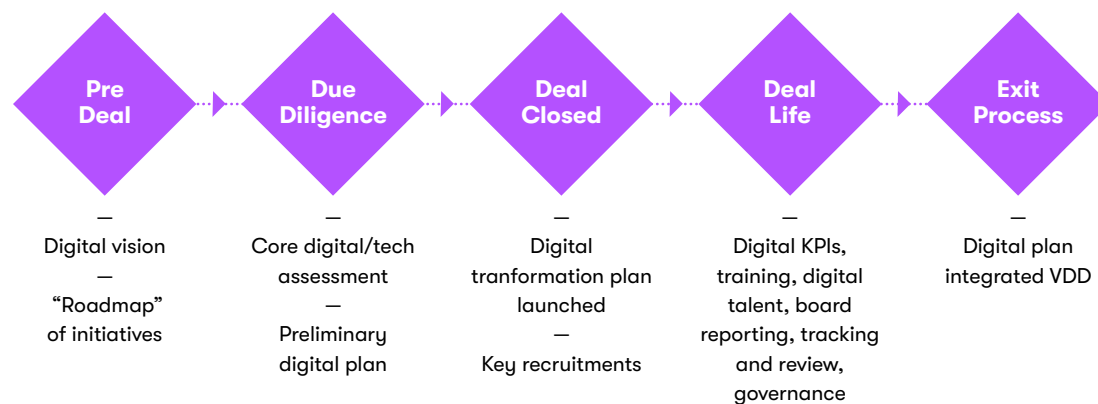 Pre
Deal
Due
Diligence
Deal
Closed
Deal
Life
Exit
Process
—
Digital vision
—
“Roadmap”
of initiatives
—
Core digital/tech
assessment
—
Preliminary
digital plan
—
Digital
tranformation plan
launched
—
Key recruitments
—
Digital KPIs,
training, digital
talent, board
reporting, tracking
and review,
governance
—
Digital plan
integrated VDD